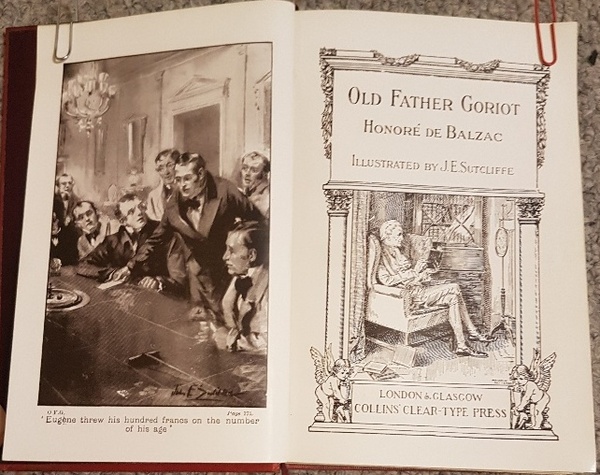 O F.G. Page 271.
'Eugène threw his hundred francs on the number
of his age'
OLD FATHER GORIOT
HONORÉ DE BALZAC
ILLUSTRATED BY J.E. SUTCLIFFE
LONDON & GLASGOW
COLLINS' CLEAR-TYPE PRESS